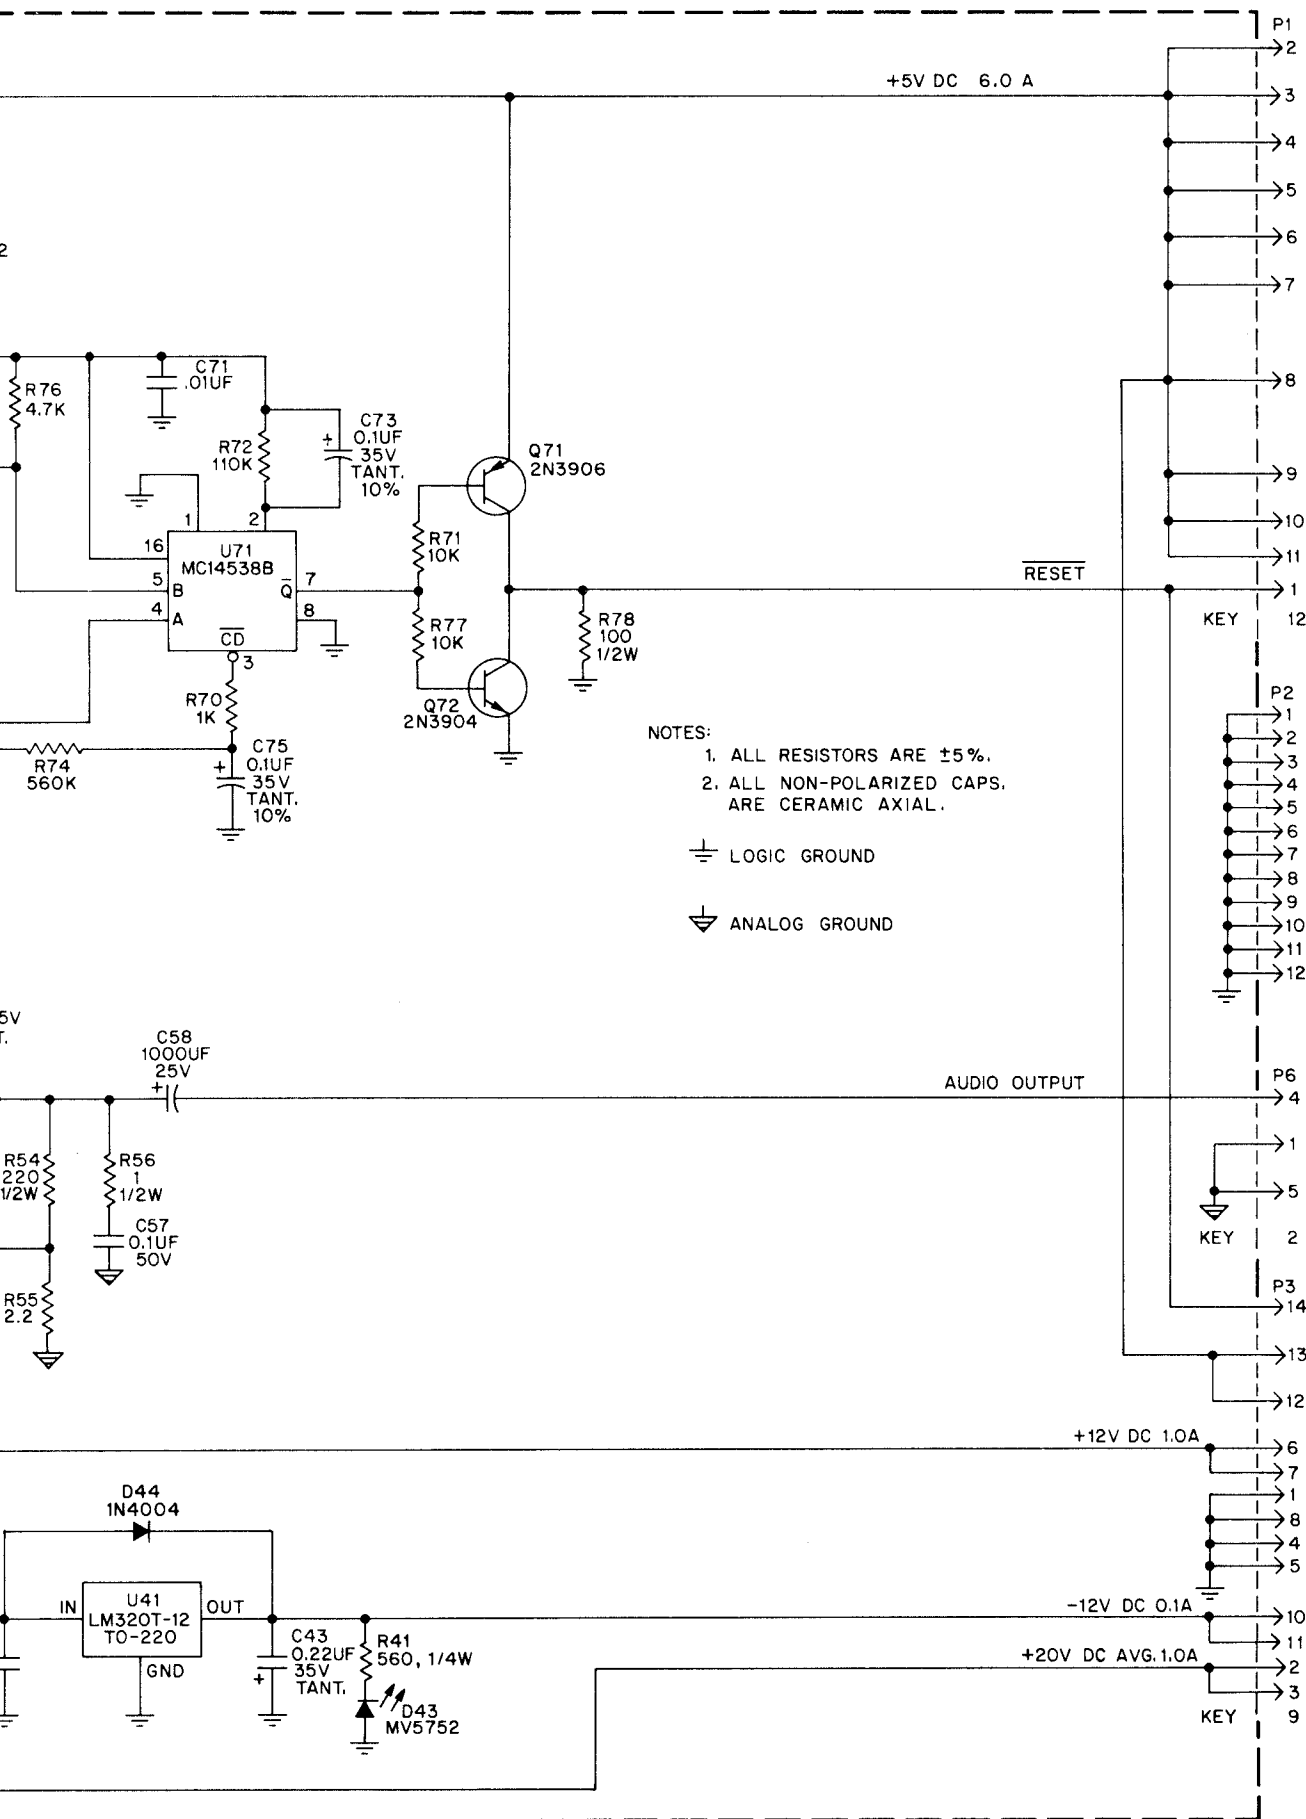 P1
2
+5V DC 6.0 A
3
4
5
6
7
8
9
10
11
1
KEY 12
2
R76
4.7K
C71
.01UF
R72
110K
+
C73
0.1UF
35V
TANT.
10%
Q71
2N3906
1
2
16
U71
MC14538B
5
B
Q
7
4
A
8
CD
3
R71
10K
R77
10K
RESET
R78
100
1/2W
R70
1K
Q72
2N3904
R74
560K
+
C75
0.1UF
35V
TANT.
10%
NOTES:
1. ALL RESISTORS ARE ±5%.
2. ALL NON-POLARIZED CAPS.
ARE CERAMIC AXIAL.
LOGIC GROUND
ANALOG GROUND
P2
1
2
3
4
5
6
7
8
9
10
11
12
5V
T.
C58
1000UF
25V
+
AUDIO OUTPUT
P6
4
1
5
KEY 2
R54
220
1/2W
R56
1
1/2W
C57
0.1UF
50V
R55
2.2
P3
14
13
12
+12V DC 1.0A
6
7
1
8
4
5
D44
1N4004
IN
U41
LM320T-12
TO-220
OUT
GND
C43
0.22UF
35V
TANT.
+
R41
560, 1/4W
D43
MV5752
-12V DC 0.1A
10
11
+20V DC AVG. 1.0A
2
3
KEY 9